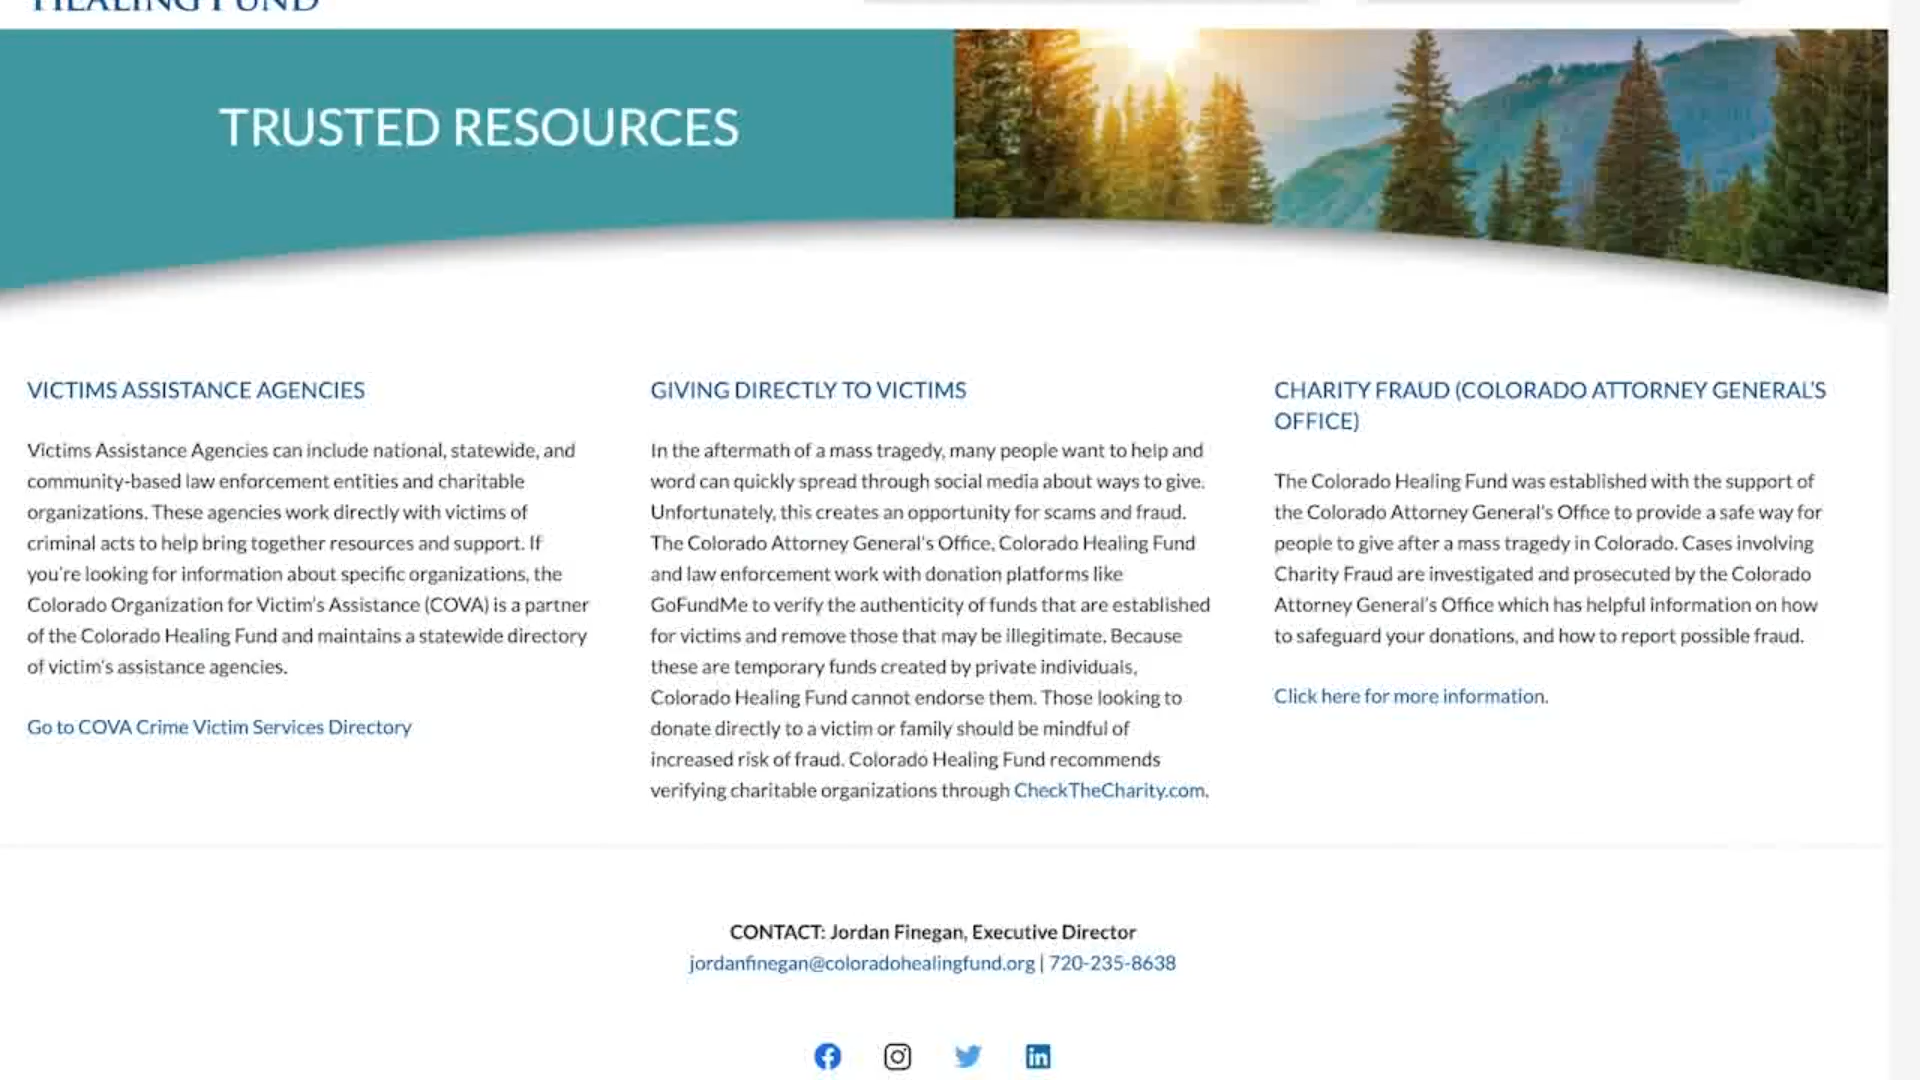 HEALING FUND
TRUSTED RESOURCES
VICTIMS ASSISTANCE AGENCIES
Victims Assistance Agencies can include national, statewide, and
community-based law enforcement entities and charitable
organizations. These agencies work directly with victims of
criminal acts to help bring together resources and support. If
you're looking for information about specific organizations, the
Colorado Organization for Victim's Assistance (COVA) is a partner
of the Colorado Healing Fund and maintains a statewide directory
of victim's assistance agencies.
Go to COVA Crime Victim Services Directory
GIVING DIRECTLY TO VICTIMS
In the aftermath of a mass tragedy, many people want to help and
word can quickly spread through social media about ways to give.
Unfortunately, this creates an opportunity for scams and fraud.
The Colorado Attorney General's Office, Colorado Healing Fund
and law enforcement work with donation platforms like
GoFundMe to verify the authenticity of funds that are established
for victims and remove those that may be illegitimate. Because
these are temporary funds created by private individuals,
Colorado Healing Fund cannot endorse them. Those looking to
donate directly to a victim or family should be mindful of
increased risk of fraud. Colorado Healing Fund recommends
verifying charitable organizations through CheckTheCharity.com.
CHARITY FRAUD (COLORADO ATTORNEY GENERAL'S
OFFICE)
The Colorado Healing Fund was established with the support of
the Colorado Attorney General's Office to provide a safe way for
people to give after a mass tragedy in Colorado. Cases involving
Charity Fraud are investigated and prosecuted by the Colorado
Attorney General's Office which has helpful information on how
to safeguard your donations, and how to report possible fraud.
Click here for more information.
CONTACT: Jordan Finegan, Executive Director
jordanfinegan@coloradohealingfund.org | 720-235-8638